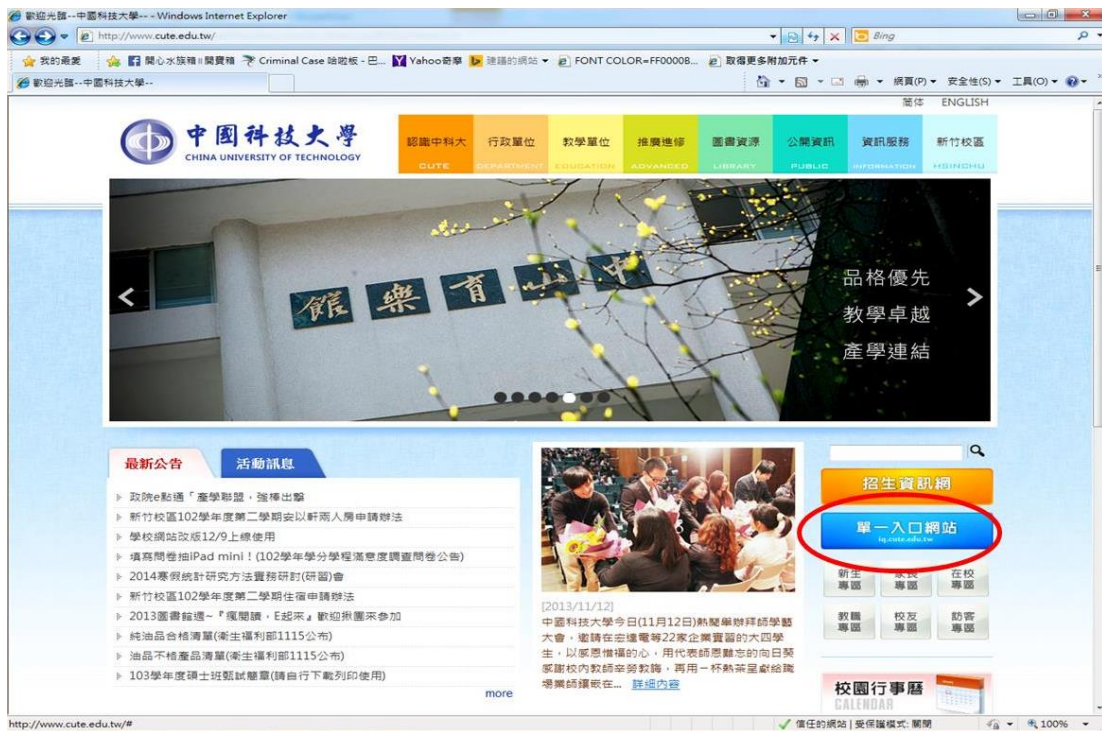 歡迎光臨--中國科技大學-- - Windows Internet Explorer
http://www.cute.edu.tw/
Bing
我的最愛
開心水族箱 開寶箱
Criminal Case 哈啦板 - 巴...
Yahoo奇摩
建議的網站
FONT COLOR=FF0000B...
取得更多附加元件
歡迎光臨--中國科技大學--
網頁(P)
安全性(S)
工具(O)
简体 ENGLISH
中國科技大學
CHINA UNIVERSITY OF TECHNOLOGY
認識中科大 行政單位 教學單位 推廣進修 圖書資源 公開資訊 資訊服務 新竹校區
CUTE DEPARTMENT EDUCATION ADVANCED LIBRARY PUBLIC INFORMATION HSINCHU
館樂育山中
品格優先
教學卓越
產學連結
最新公告 活動訊息
政院e點通「產學聯盟，強棒出擊
新竹校區102學年度第二學期安以軒兩人房申請辦法
學校網站改版12/9上線使用
填寫問卷抽iPad mini！(102學年學分學程滿意度調查問卷公告)
2014寒假統計研究方法實務研討(研習)會
新竹校區102學年度第二學期住宿申請辦法
2013圖書館週~『瘋閱讀，E起來』歡迎揪團來參加
純油品合格清單(衛生福利部1115公布)
油品不格產品清單(衛生福利部1115公布)
103學年度碩士班甄試簡章(請自行下載列印使用)
more
[2013/11/12]
中國科技大學今日(11月12日)熱鬧舉辦拜師學藝
大會，邀請在宏達電等22家企業實習的大四學
生，以感恩惜福的心，用代表師恩難忘的向日葵
感謝校內教師辛勞教誨，再用一杯熱茶呈獻給職
場業師鑲嵌在... 詳細內容
招生資訊網
單一入口網站
iq.cute.edu.tw
新生專區
家長專區
在校專區
教職專區
校友專區
訪客專區
校園行事曆
CALENDAR
http://www.cute.edu.tw/#
信任的網站 | 受保護模式: 關閉
100%